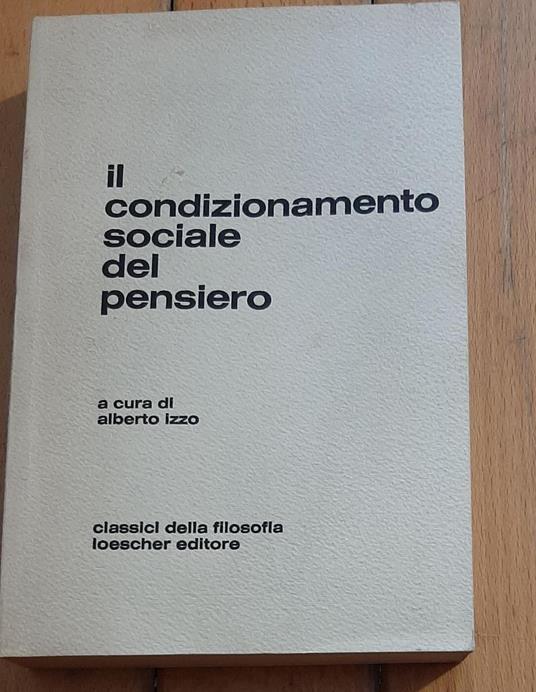 il
condizionamento
sociale
del
pensiero
a cura di
alberto izzo
classici della filosofia
loescher editore